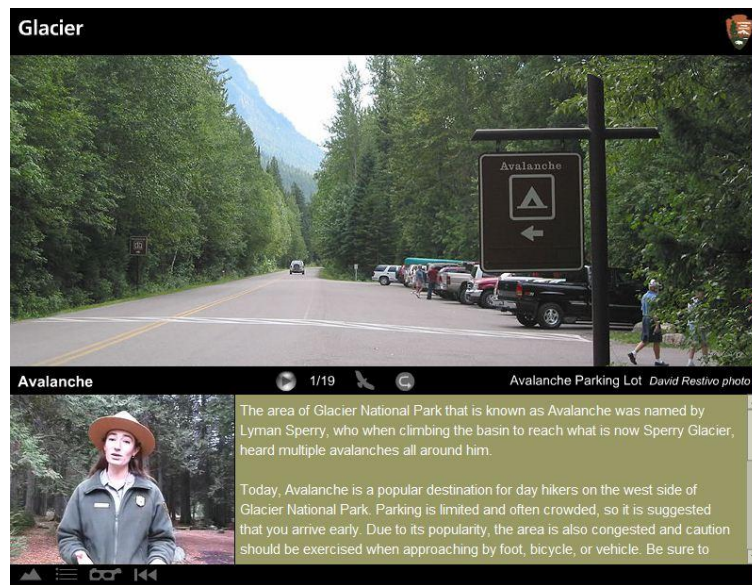 Glacier
Avalanche
Avalanche
1/19
Avalanche Parking Lot David Restivo photo
The area of Glacier National Park that is known as Avalanche was named by
Lyman Sperry, who when climbing the basin to reach what is now Sperry Glacier,
heard multiple avalanches all around him.
Today, Avalanche is a popular destination for day hikers on the west side of
Glacier National Park. Parking is limited and often crowded, so it is suggested
that you arrive early. Due to its popularity, the area is also congested and caution
should be exercised when approaching by foot, bicycle, or vehicle. Be sure to